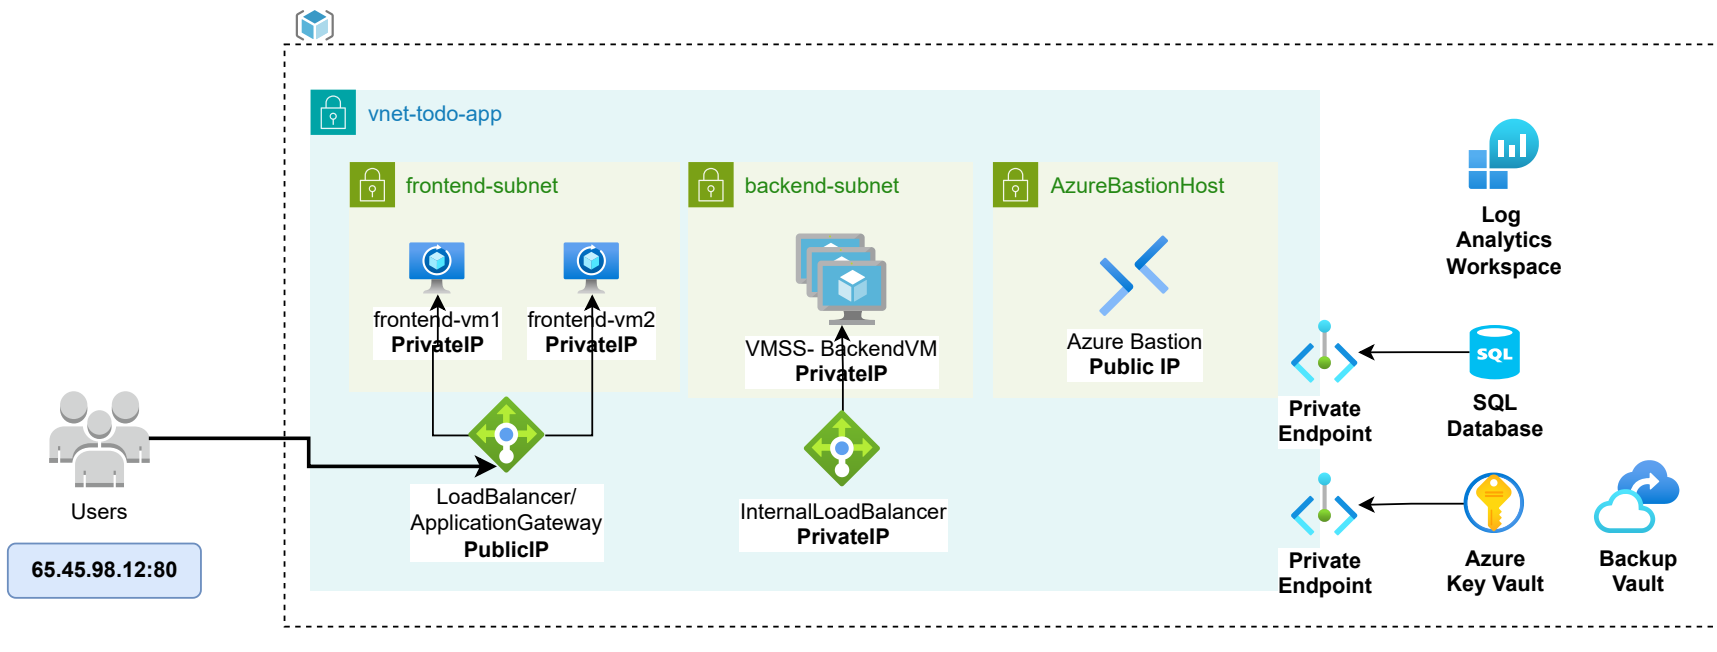 vnet-todo-app
frontend-subnet
backend-subnet
AzureBastionHost
frontend-vm1
PrivateIP
frontend-vm2
PrivateIP
VMSS- BackendVM
PrivateIP
Azure Bastion
Public IP
Log
Analytics
Workspace
SQL
Private
Endpoint
SQL
Database
Users
65.45.98.12:80
LoadBalancer/
ApplicationGateway
PublicIP
InternalLoadBalancer
PrivateIP
Private
Endpoint
Azure
Key Vault
Backup
Vault